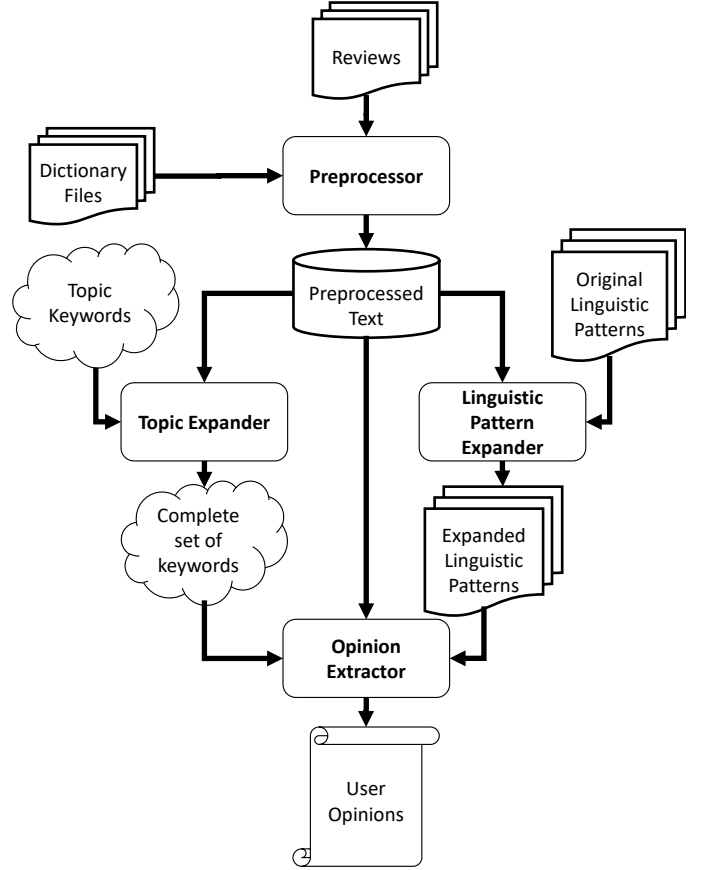 Reviews
Dictionary
Files
Preprocessor
Topic
Keywords
Preprocessed
Text
Original
Linguistic
Patterns
Topic Expander
Linguistic
Pattern
Expander
Complete
set of
keywords
Expanded
Linguistic
Patterns
Opinion
Extractor
User
Opinions